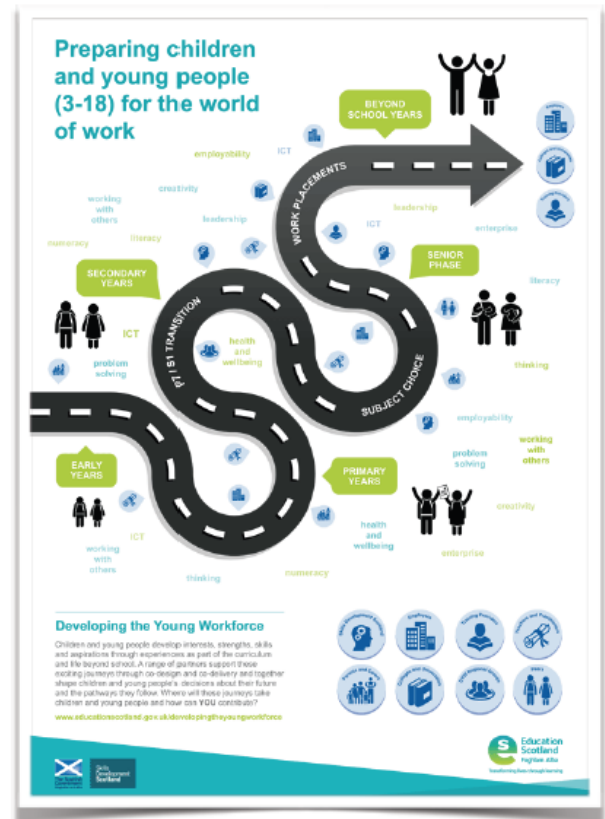 Preparing children
and young people
(3-18) for the world
of work
BEYOND
SCHOOL YEARS
employability
ICT
WORK PLACEMENTS
creativity
working
with
others
leadership
leadership
ICT
enterprise
numeracy
literacy
SENIOR
PHASE
SECONDARY
YEARS
literacy
P7 / S1 TRANSITION
ICT
health
and
wellbeing
problem
solving
thinking
SUBJECT CHOICE
employability
working
with
others
problem
solving
EARLY
YEARS
PRIMARY
YEARS
creativity
health
and
wellbeing
ICT
working
with
others
enterprise
thinking
numeracy
Developing the Young Workforce
Children and young people develop interests, strengths, skills
and aspirations through experiences as part of the curriculum
and life beyond school. A range of partners support these
exciting journeys through co-design and co-delivery and together
shape children and young people's decisions about their future
and the pathways they follow. Where will these journeys take
children and young people and how can YOU contribute?
www.educationscotland.gov.uk/developingtheyoungworkforce
Skills
Development
Scotland
Education
Scotland
Foghlam Alba
Transforming lives through learning